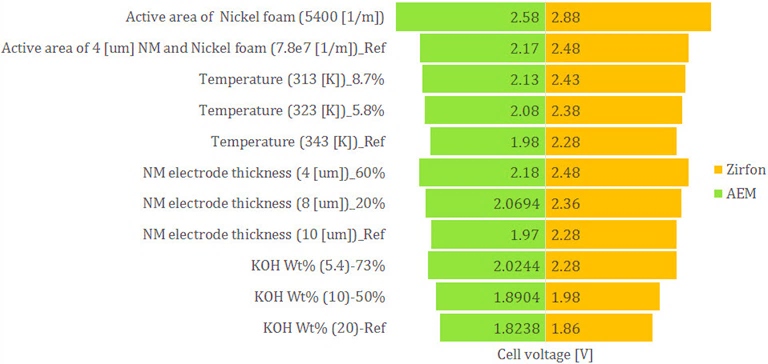 Active area of Nickel foam (5400 [1/m]) 2.58 2.88
Active area of 4 [um] NM and Nickel foam (7.8e7 [1/m])_Ref 2.17 2.48
Temperature (313 [K])_8.7% 2.13 2.43
Temperature (323 [K])_5.8% 2.08 2.38
Temperature (343 [K])_Ref 1.98 2.28
NM electrode thickness (4 [um])_60% 2.18 2.48
NM electrode thickness (8 [um])_20% 2.0694 2.36
NM electrode thickness (10 [um])_Ref 1.97 2.28
KOH Wt% (5.4)-73% 2.0244 2.28
KOH Wt% (10)-50% 1.8904 1.98
KOH Wt% (20)-Ref 1.8238 1.86
Cell voltage [V]
Zirfon
AEM